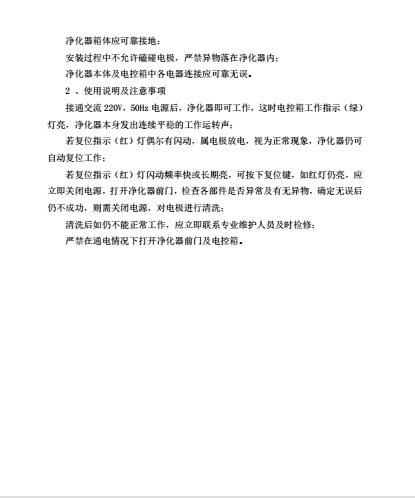 净化器箱体应可靠接地；
安装过程中不允许磕碰电极，严禁异物落在净化器内；
净化器本体及电控箱中各电器连接应可靠无误。
2 、使用说明及注意事项
接通交流 220V，50Hz 电源后，净化器即可工作，这时电控箱工作指示（绿）
灯亮，净化器本身发出连续平稳的工作运转声；
若复位指示（红）灯偶尔有闪动，属电极放电，视为正常现象，净化器仍可
自动复位工作；
若复位指示（红）灯闪动频率快或长期亮，可按下复位键，如红灯仍亮，应
立即关闭电源，打开净化器前门，检查各部件是否异常及有无异物，确定无误后
仍不成功，则需关闭电源，对电极进行清洗；
清洗后如仍不能正常工作，应立即联系专业维护人员及时检修；
严禁在通电情况下打开净化器前门及电控箱。